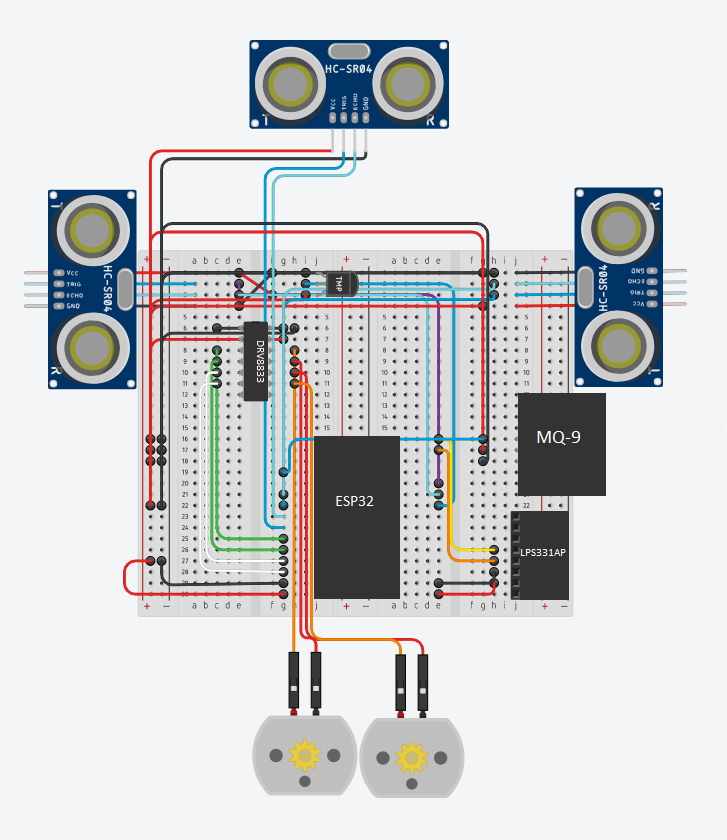 HC-SR04
Vcc
TRIG
ECHO
GND
T
R
T
HC-SR04
Vcc
TRIG
ECHO
GND
R
R
HC-SR04
GND
ECHO
TRIG
Vcc
T
+ − a b c d e f g h i j + − a b c d e f g h i j + −
TMP
DRV8833
MQ-9
ESP32
LPS331AP
+ − a b c d e f g h i j + − a b c d e f g h i j + −